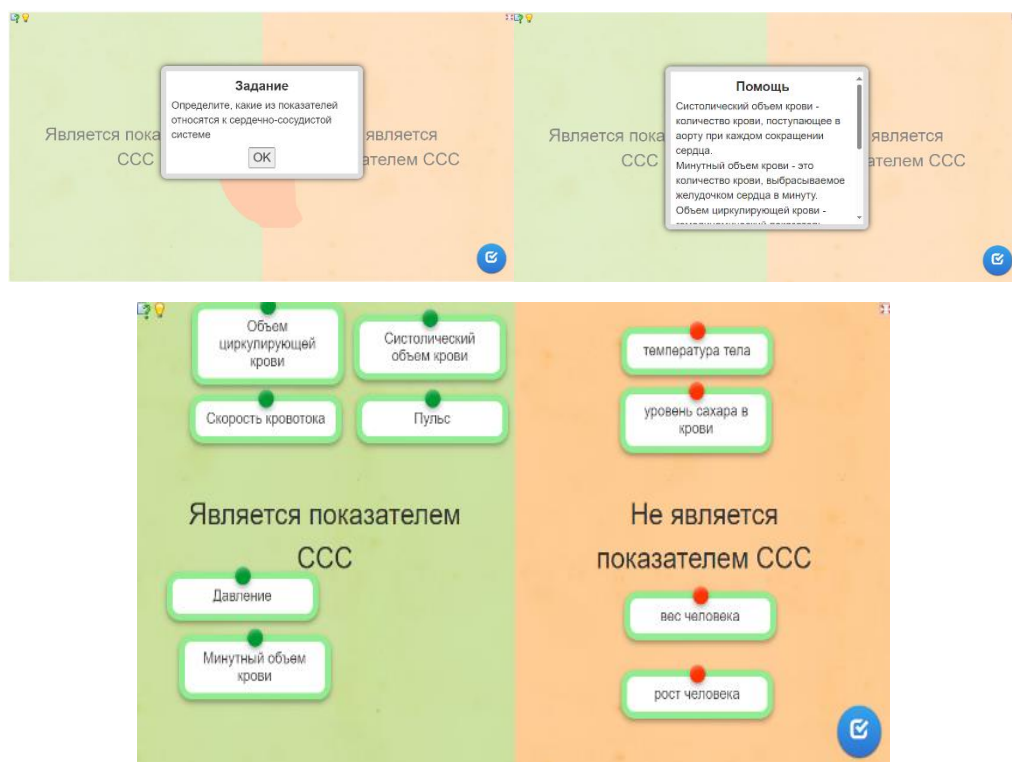 Задание
Определите, какие из показателей
относятся к сердечно-сосудистой
системе
OK
Является пока
ССС
является
ателем ССС
Помощь
Систолический объем крови -
количество крови, поступающее в
аорту при каждом сокращении
сердца.
Минутный объем крови - это
количество крови, выбрасываемое
желудочком сердца в минуту.
Объем циркулирующей крови -
Является пока
ССС
является
ателем ССС
Объем
циркулирующей
крови
Систолический
объем крови
Скорость кровотока
Пульс
Является показателем
ССС
Давление
Минутный объем
крови
температура тела
уровень сахара в
крови
Не является
показателем ССС
вес человека
рост человека